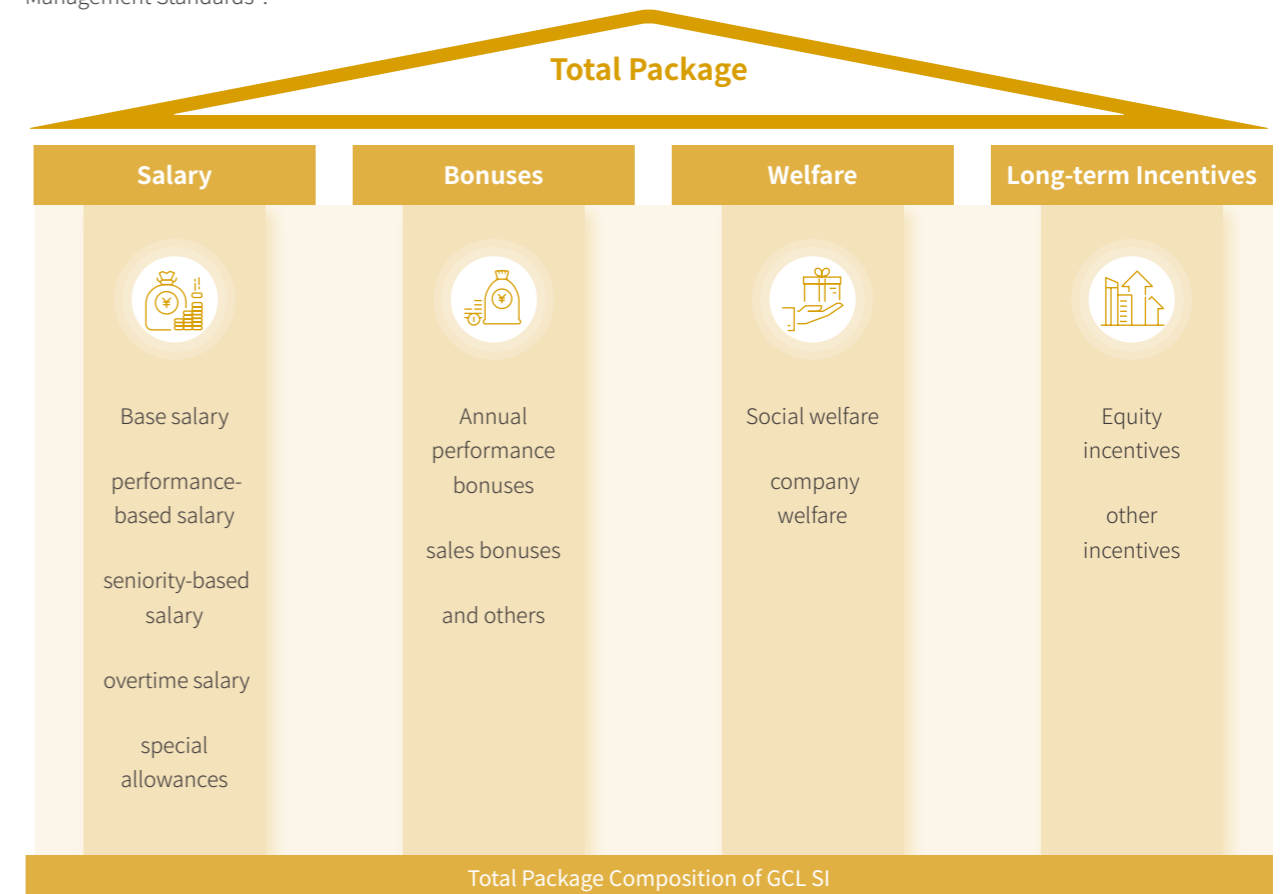 Management Standards".
Total Package
Salary
Bonuses
Welfare
Long-term Incentives
Base salary
performance-
based salary
seniority-based
salary
overtime salary
special
allowances
Annual
performance
bonuses
sales bonuses
and others
Social welfare
company
welfare
Equity
incentives
other
incentives
Total Package Composition of GCL SI